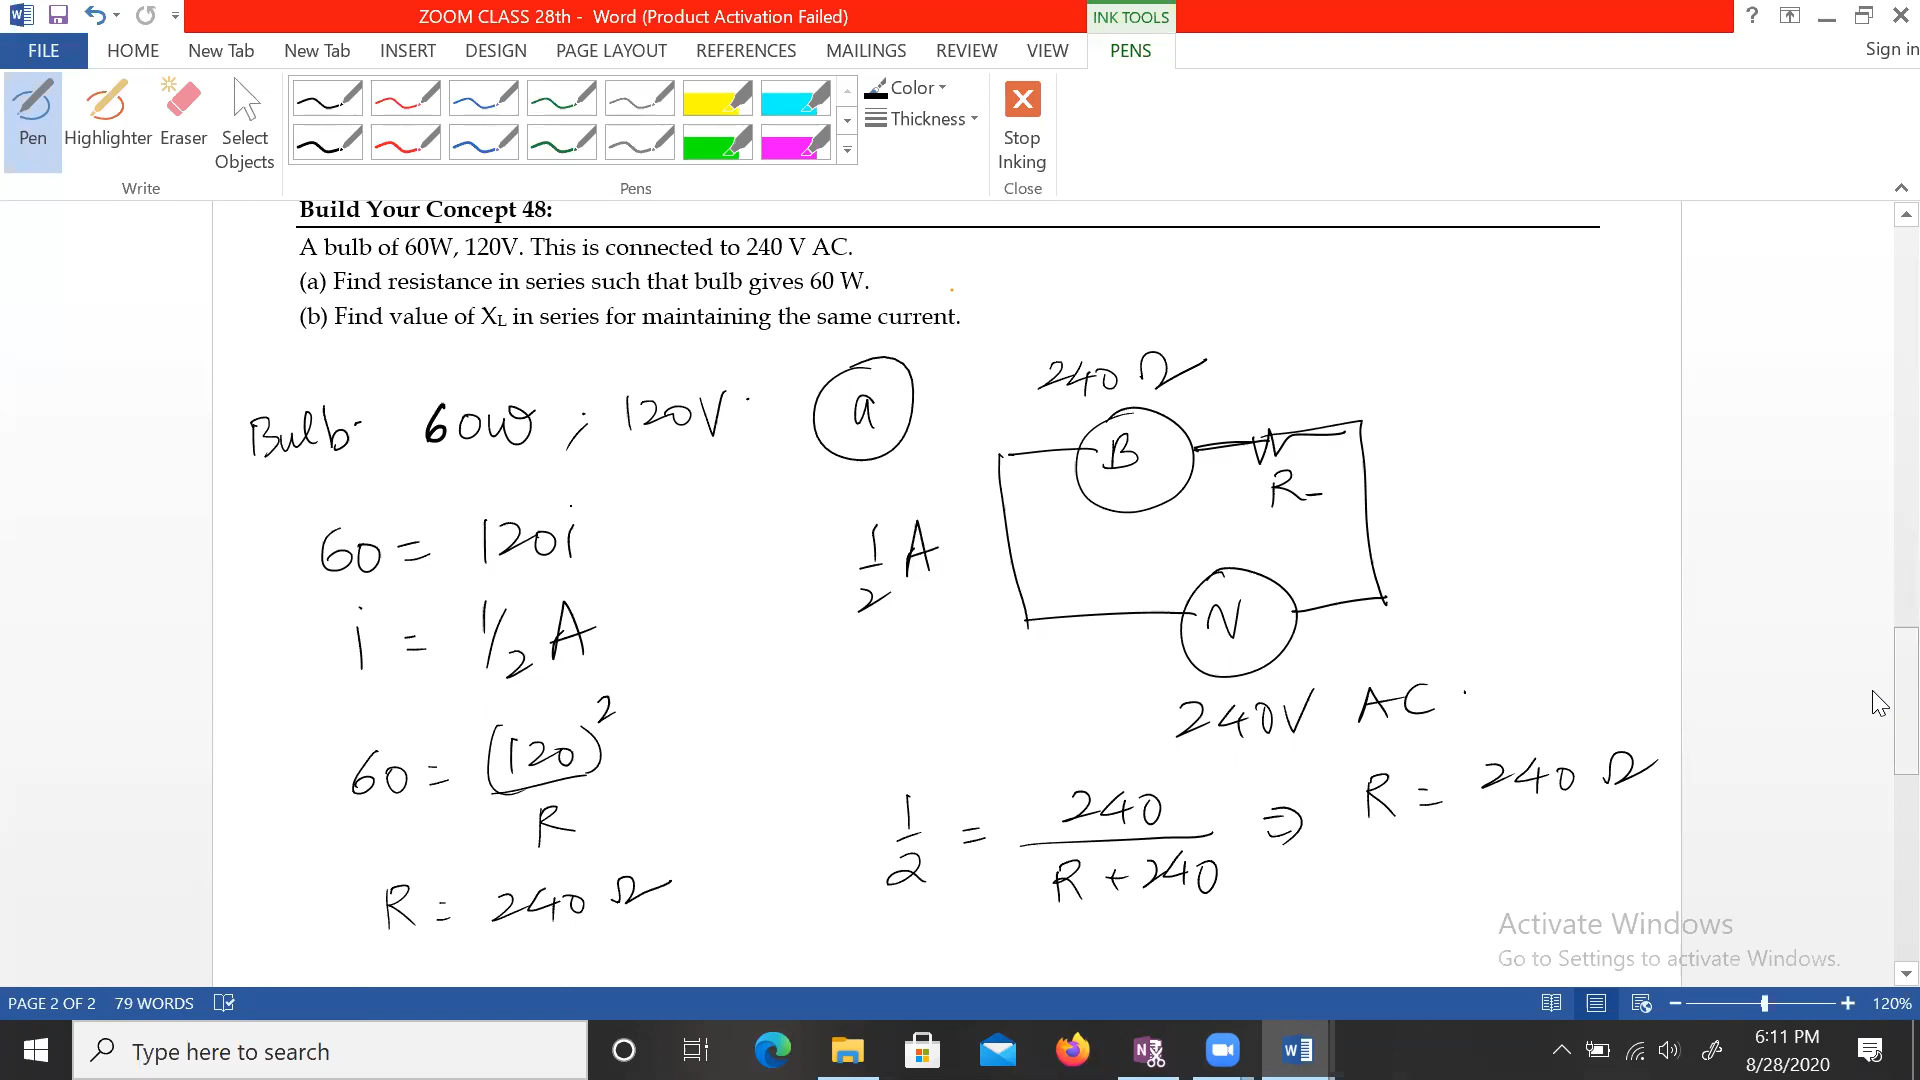 ZOOM CLASS 28th - Word (Product Activation Failed)
INK TOOLS
?
FILE HOME New Tab New Tab INSERT DESIGN PAGE LAYOUT REFERENCES MAILINGS REVIEW VIEW PENS Sign in
Pen Highlighter Eraser Select Objects
Color
Thickness
Stop Inking
Write Pens Close
Build Your Concept 48:
A bulb of 60W, 120V. This is connected to 240 V AC.
(a) Find resistance in series such that bulb gives 60 W.
(b) Find value of XL in series for maintaining the same current.
Bulb 60W ; 120V
a
240 Ω
B
R
60 = 120i
1/2 A
i = 1/2 A
N
240V AC
60 = (120)² / R
1/2 = 240 / (R + 240) ⇒ R = 240 Ω
R = 240 Ω
Activate Windows
Go to Settings to activate Windows.
PAGE 2 OF 2 79 WORDS 120%
Type here to search
6:11 PM
8/28/2020